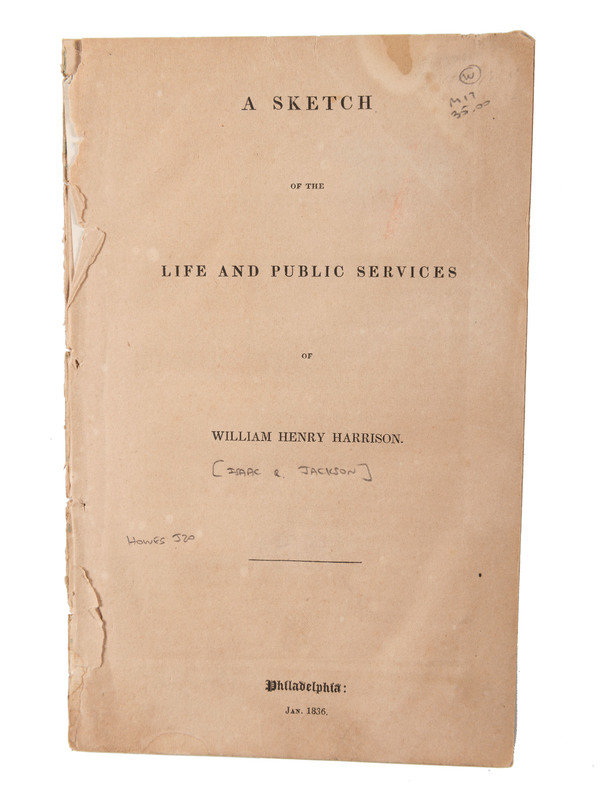 W
M17
35.00
A SKETCH
OF THE
LIFE AND PUBLIC SERVICES
OF
WILLIAM HENRY HARRISON.
[ISAAC R. JACKSON]
HOWES J20
Philadelphia:
JAN. 1836.